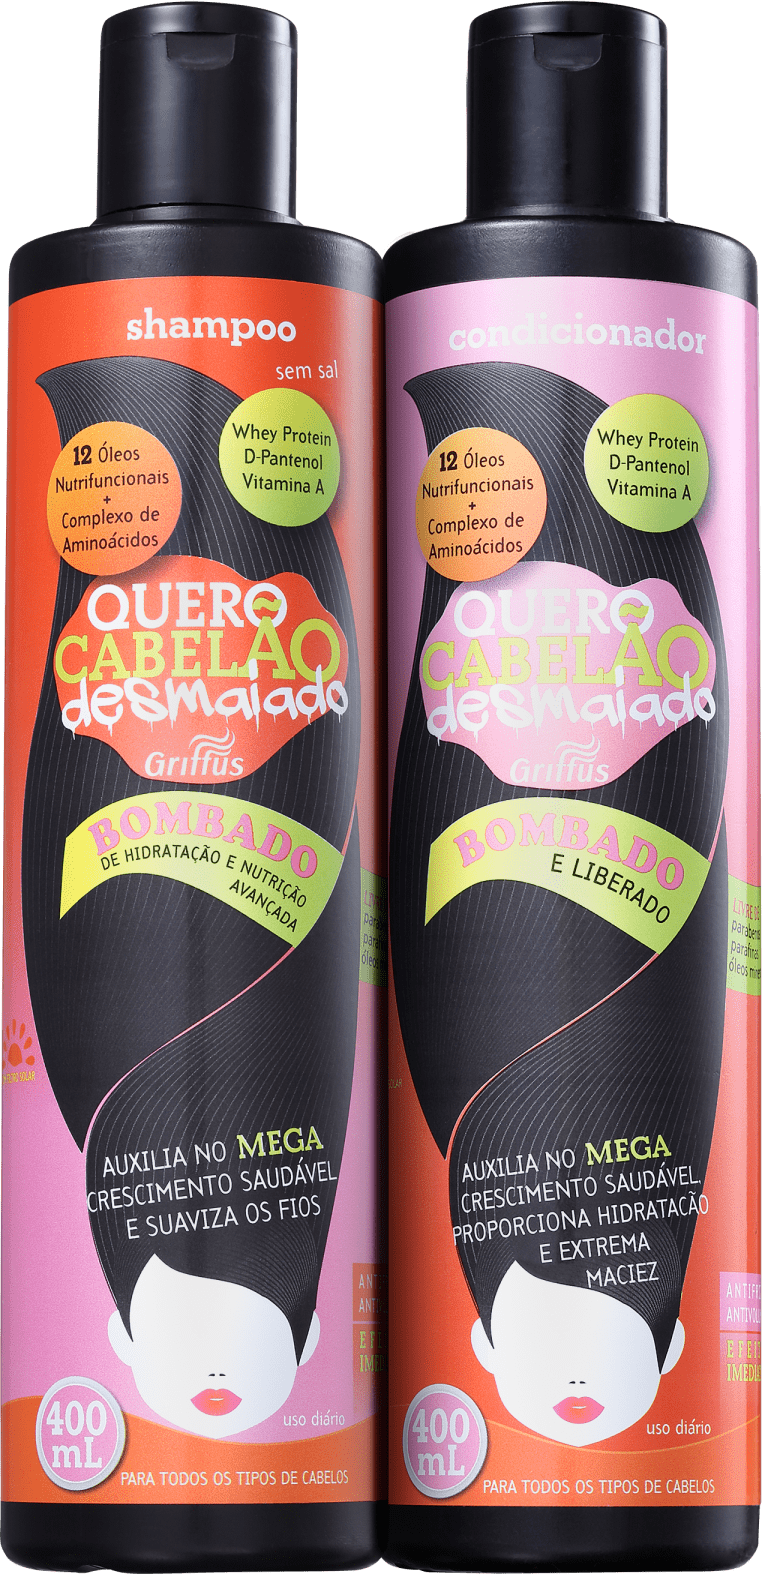 shampoo
sem sal
12 Óleos
Nutrifuncionais
+
Complexo de
Aminoácidos
Whey Protein
D-Pantenol
Vitamina A
QUERO
CABELÃO
desmaiado
Griffus
BOMBADO
DE HIDRATAÇÃO E NUTRIÇÃO
AVANÇADA
AUXILIA NO MEGA
CRESCIMENTO SAUDÁVEL
E SUAVIZA OS FIOS
400
mL
uso diário
PARA TODOS OS TIPOS DE CABELOS
condicionador
12 Óleos
Nutrifuncionais
+
Complexo de
Aminoácidos
Whey Protein
D-Pantenol
Vitamina A
QUERO
CABELÃO
desmaiado
Griffus
BOMBADO
E LIBERADO
AUXILIA NO MEGA
CRESCIMENTO SAUDÁVEL,
PROPORCIONA HIDRATAÇÃO
E EXTREMA
MACIEZ
400
mL
uso diário
PARA TODOS OS TIPOS DE CABELOS